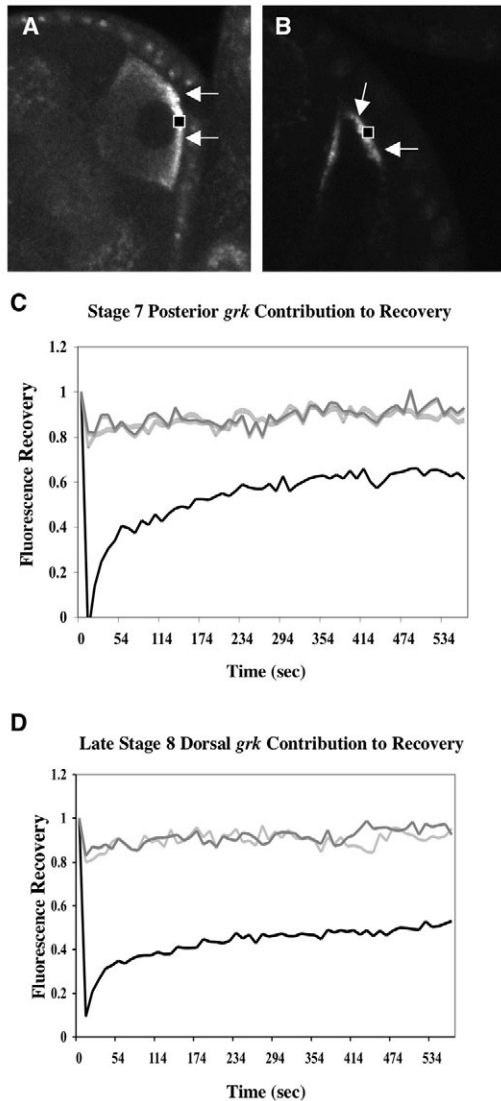 A
B
C
Stage 7 Posterior grk Contribution to Recovery
1.2
1
0.8
0.6
0.4
0.2
0
Fluorescence Recovery
0 54 114 174 234 294 354 414 474 534
Time (sec)
D
Late Stage 8 Dorsal grk Contribution to Recovery
1.2
1
0.8
0.6
0.4
0.2
0
Fluorescence Recovery
0 54 114 174 234 294 354 414 474 534
Time (sec)